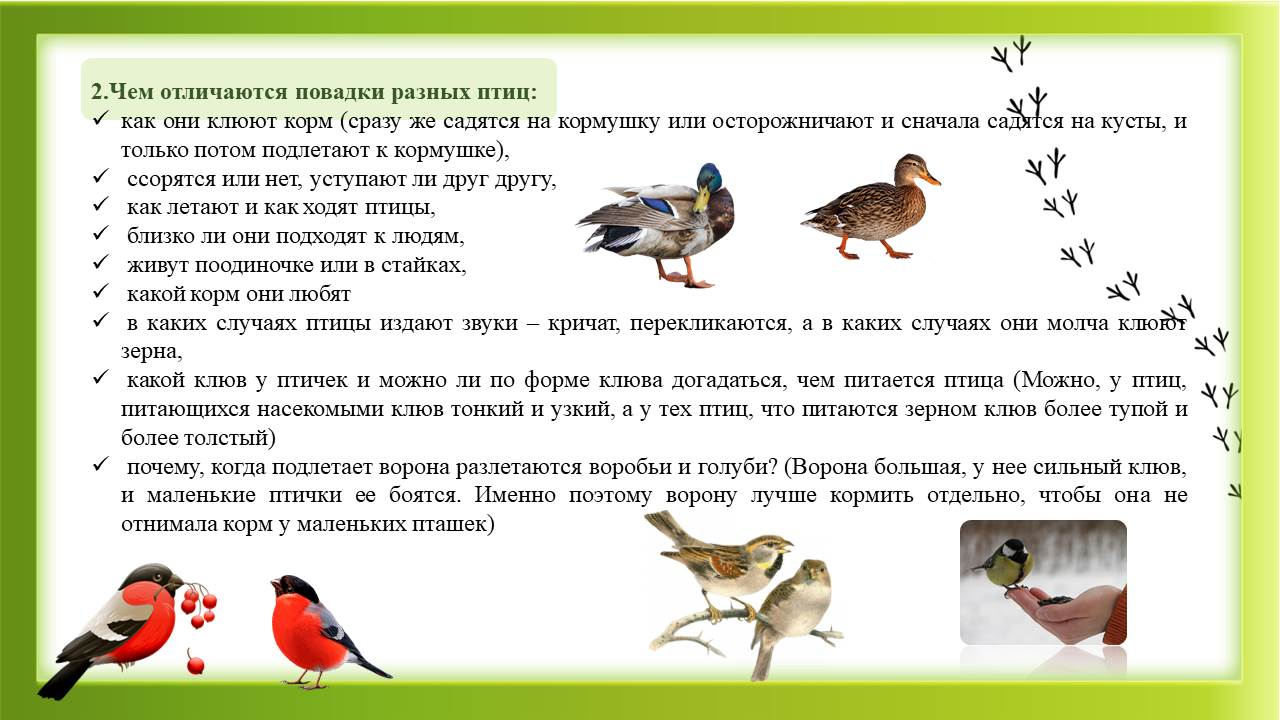 2.Чем отличаются повадки разных птиц:
как они клюют корм (сразу же садятся на кормушку или осторожничают и сначала садятся на кусты, и
только потом подлетают к кормушке),
ссорятся или нет, уступают ли друг другу,
как летают и как ходят птицы,
близко ли они подходят к людям,
живут поодиночке или в стайках,
какой корм они любят
в каких случаях птицы издают звуки – кричат, перекликаются, а в каких случаях они молча клюют
зерна,
какой клюв у птичек и можно ли по форме клюва догадаться, чем питается птица (Можно, у птиц,
питающихся насекомыми клюв тонкий и узкий, а у тех птиц, что питаются зерном клюв более тупой и
более толстый)
почему, когда подлетает ворона разлетаются воробьи и голуби? (Ворона большая, у нее сильный клюв,
и маленькие птички ее боятся. Именно поэтому ворону лучше кормить отдельно, чтобы она не
отнимала корм у маленьких пташек)